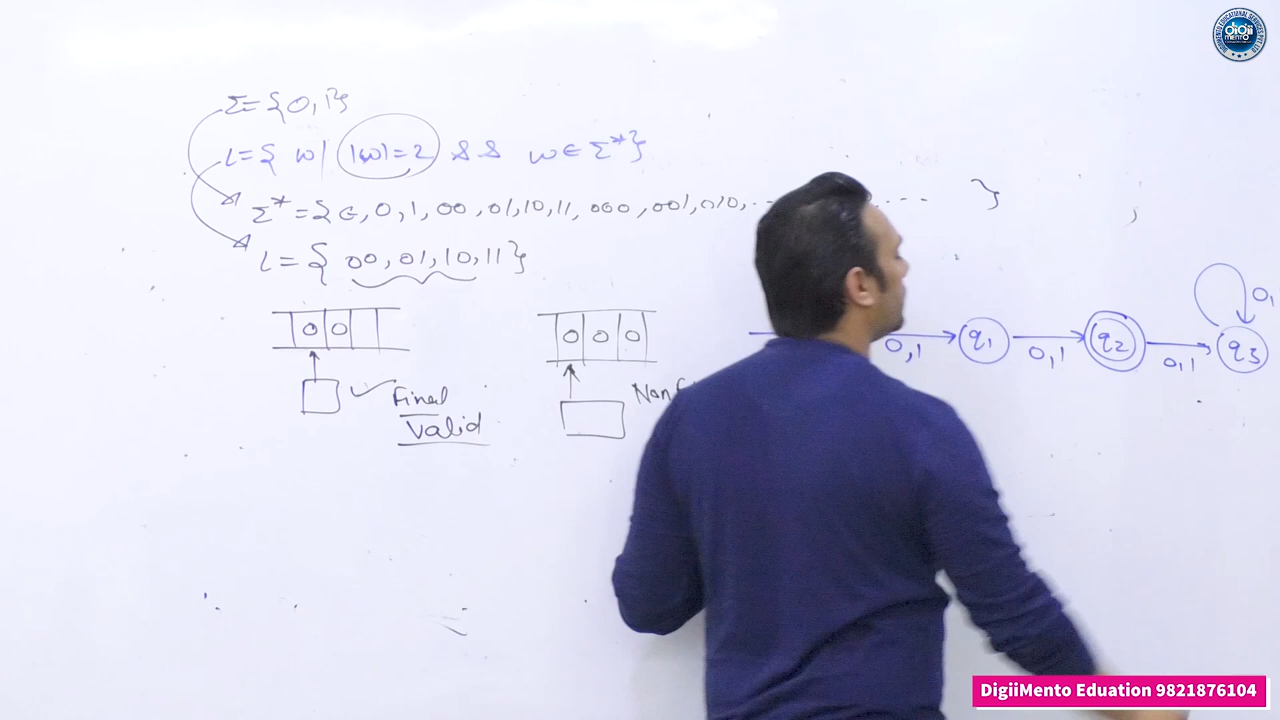 Σ={0,1}
L={ w| |w|=2 && w∈Σ*}
Σ*={∈,0,1,00,01,10,11,000,001,010,... ... }
L={ 00,01,10,11}
0 0
0 0 0
Final
Valid
Non
0,1 q1 0,1 q2 0,1 q3 0,
DigiiMento Eduation 9821876104